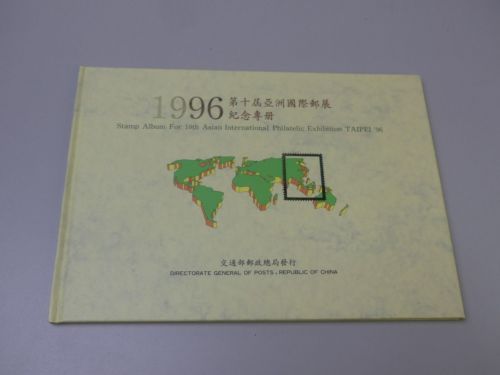 1996 第十屆亞洲國際郵展
紀念專册
Stamp Album For 10th Asian International Philatelic Exhibition TAIPEI '96
交通部郵政總局發行
DIRECTORATE GENERAL OF POSTS, REPUBLIC OF CHINA